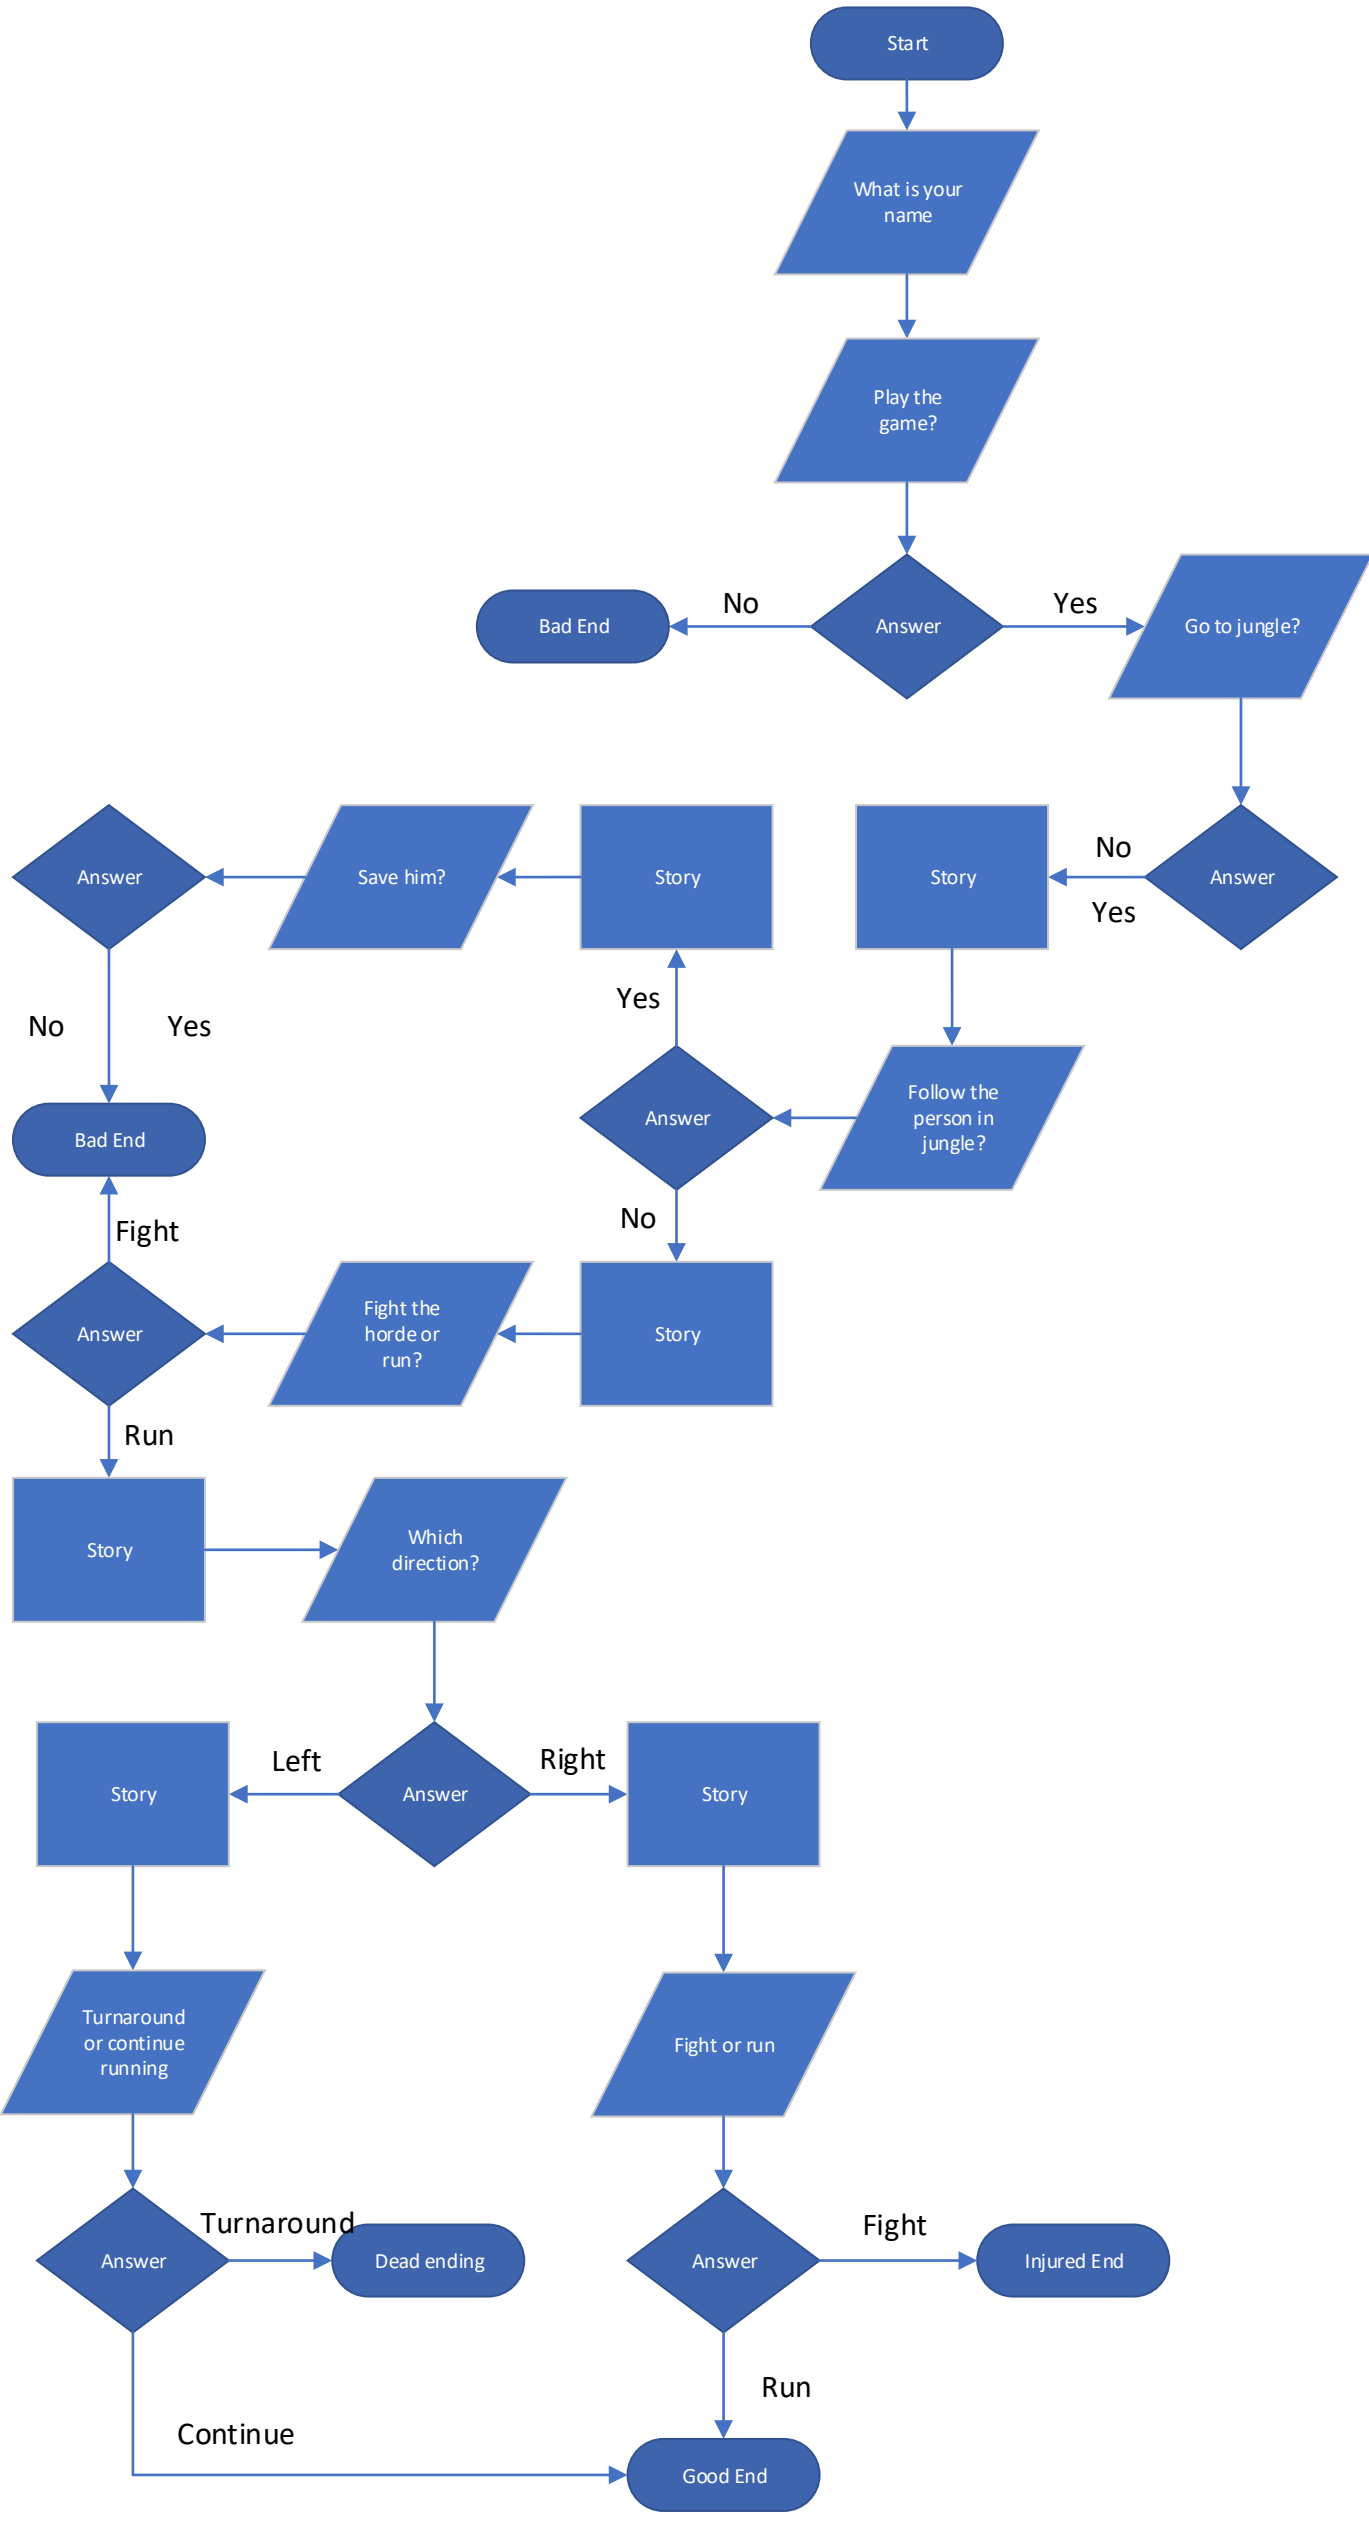 Start
What is your
name
Play the
game?
No
Yes
Bad End
Answer
Go to jungle?
Answer
Save him?
Story
Story
No
Yes
Answer
No
Yes
Yes
Answer
Follow the
person in
jungle?
Bad End
Fight
No
Answer
Fight the
horde or
run?
Story
Run
Story
Which
direction?
Left
Right
Story
Answer
Story
Turnaround
or continue
running
Fight or run
Turnaround
Fight
Answer
Dead ending
Answer
Injured End
Run
Continue
Good End